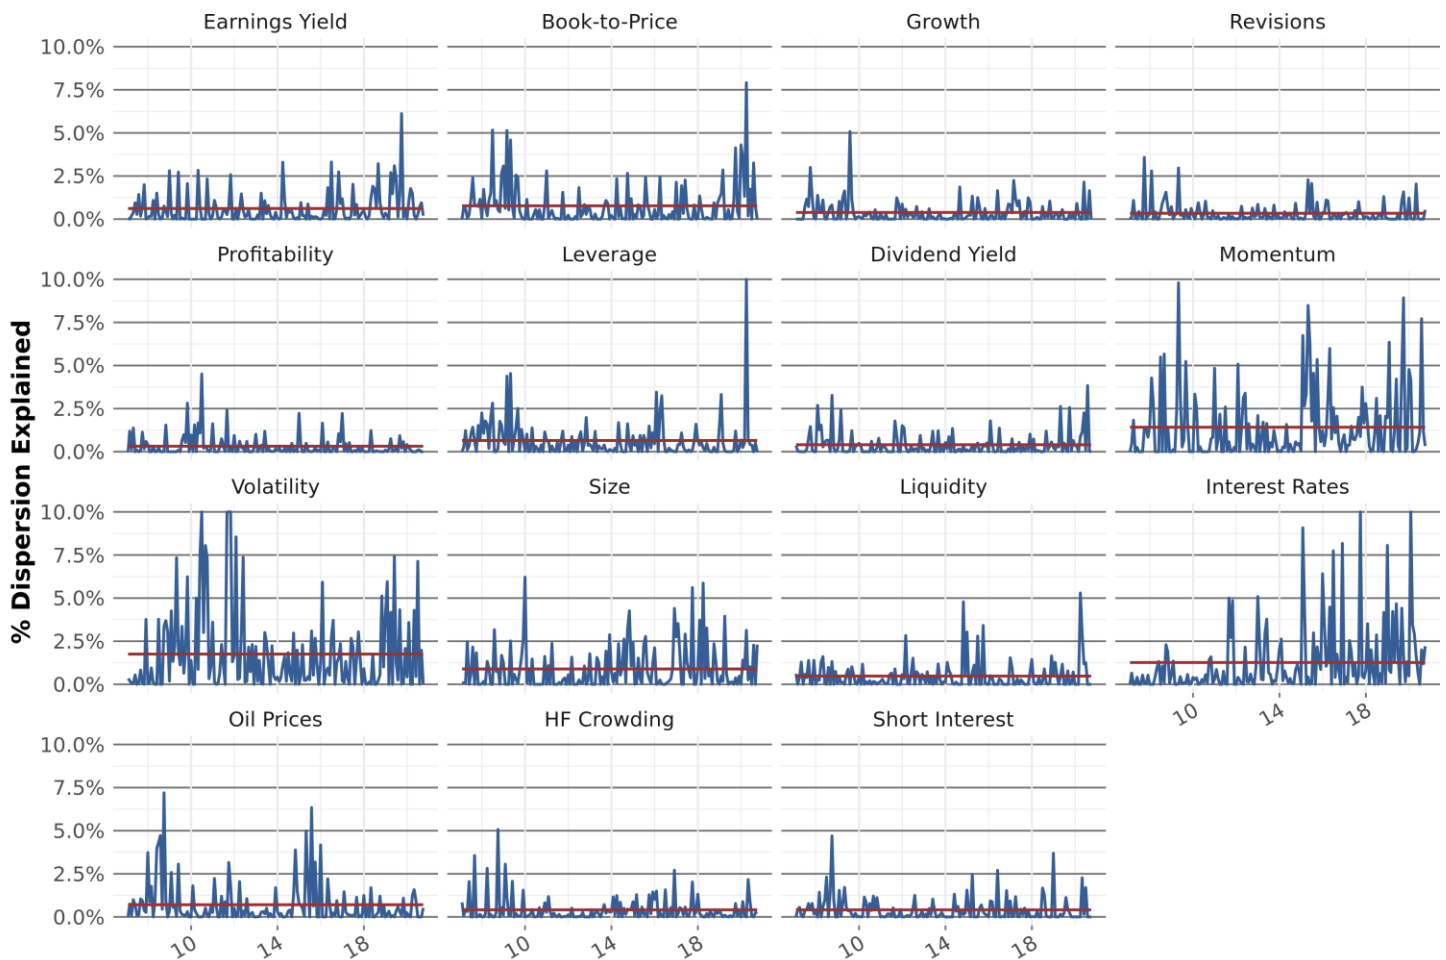 Earnings Yield Book-to-Price Growth Revisions
10.0%
7.5%
5.0%
2.5%
0.0%
Profitability Leverage Dividend Yield Momentum
10.0%
7.5%
5.0%
2.5%
0.0%
% Dispersion Explained
Volatility Size Liquidity Interest Rates
10.0%
7.5%
5.0%
2.5%
0.0%
10 14 18
Oil Prices HF Crowding Short Interest
10.0%
7.5%
5.0%
2.5%
0.0%
10 14 18 10 14 18 10 14 18